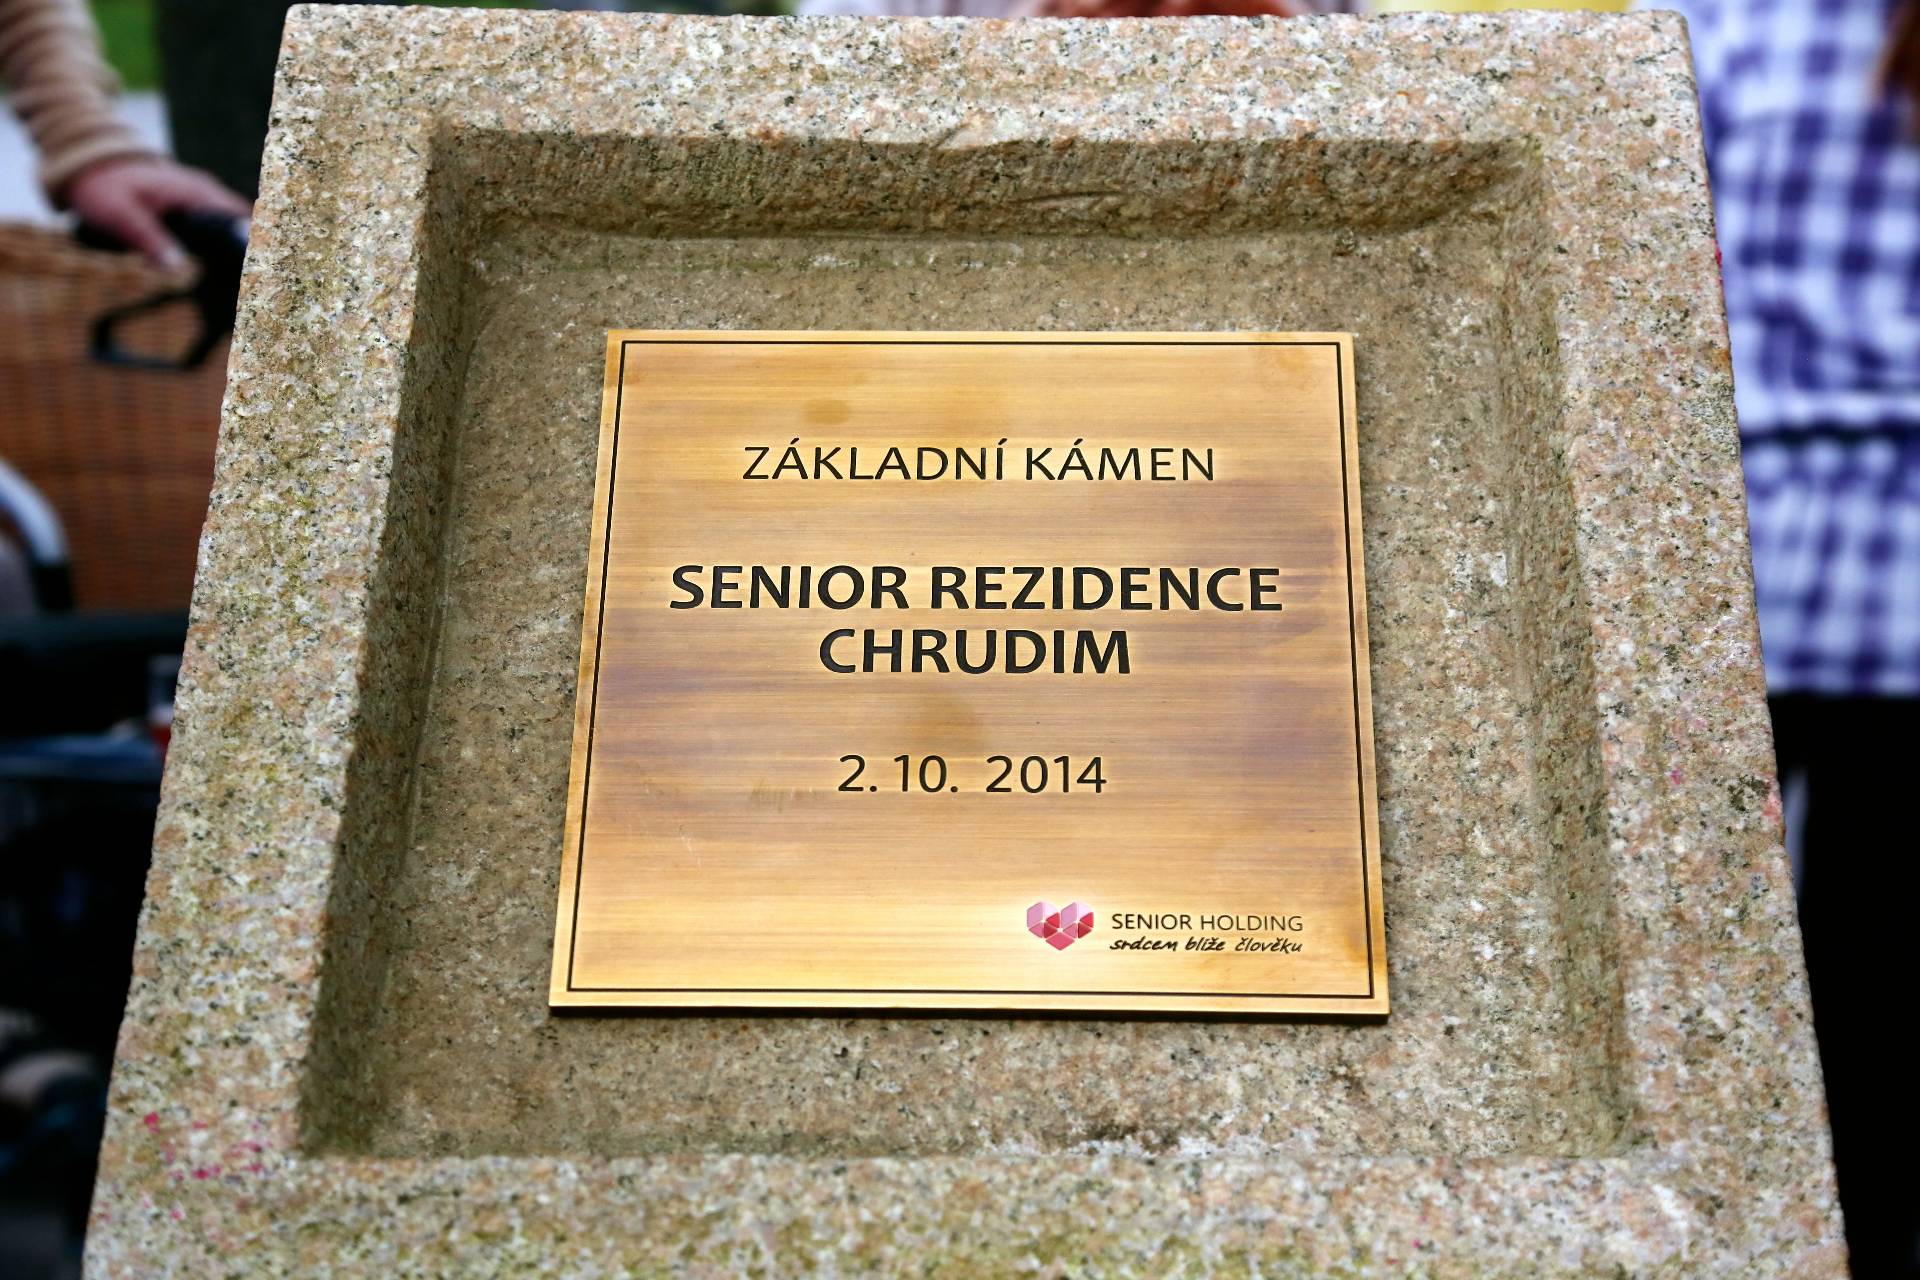 ZÁKLADNÍ KÁMEN
SENIOR REZIDENCE
CHRUDIM
2. 10. 2014
SENIOR HOLDING
srdcem blíže člověku